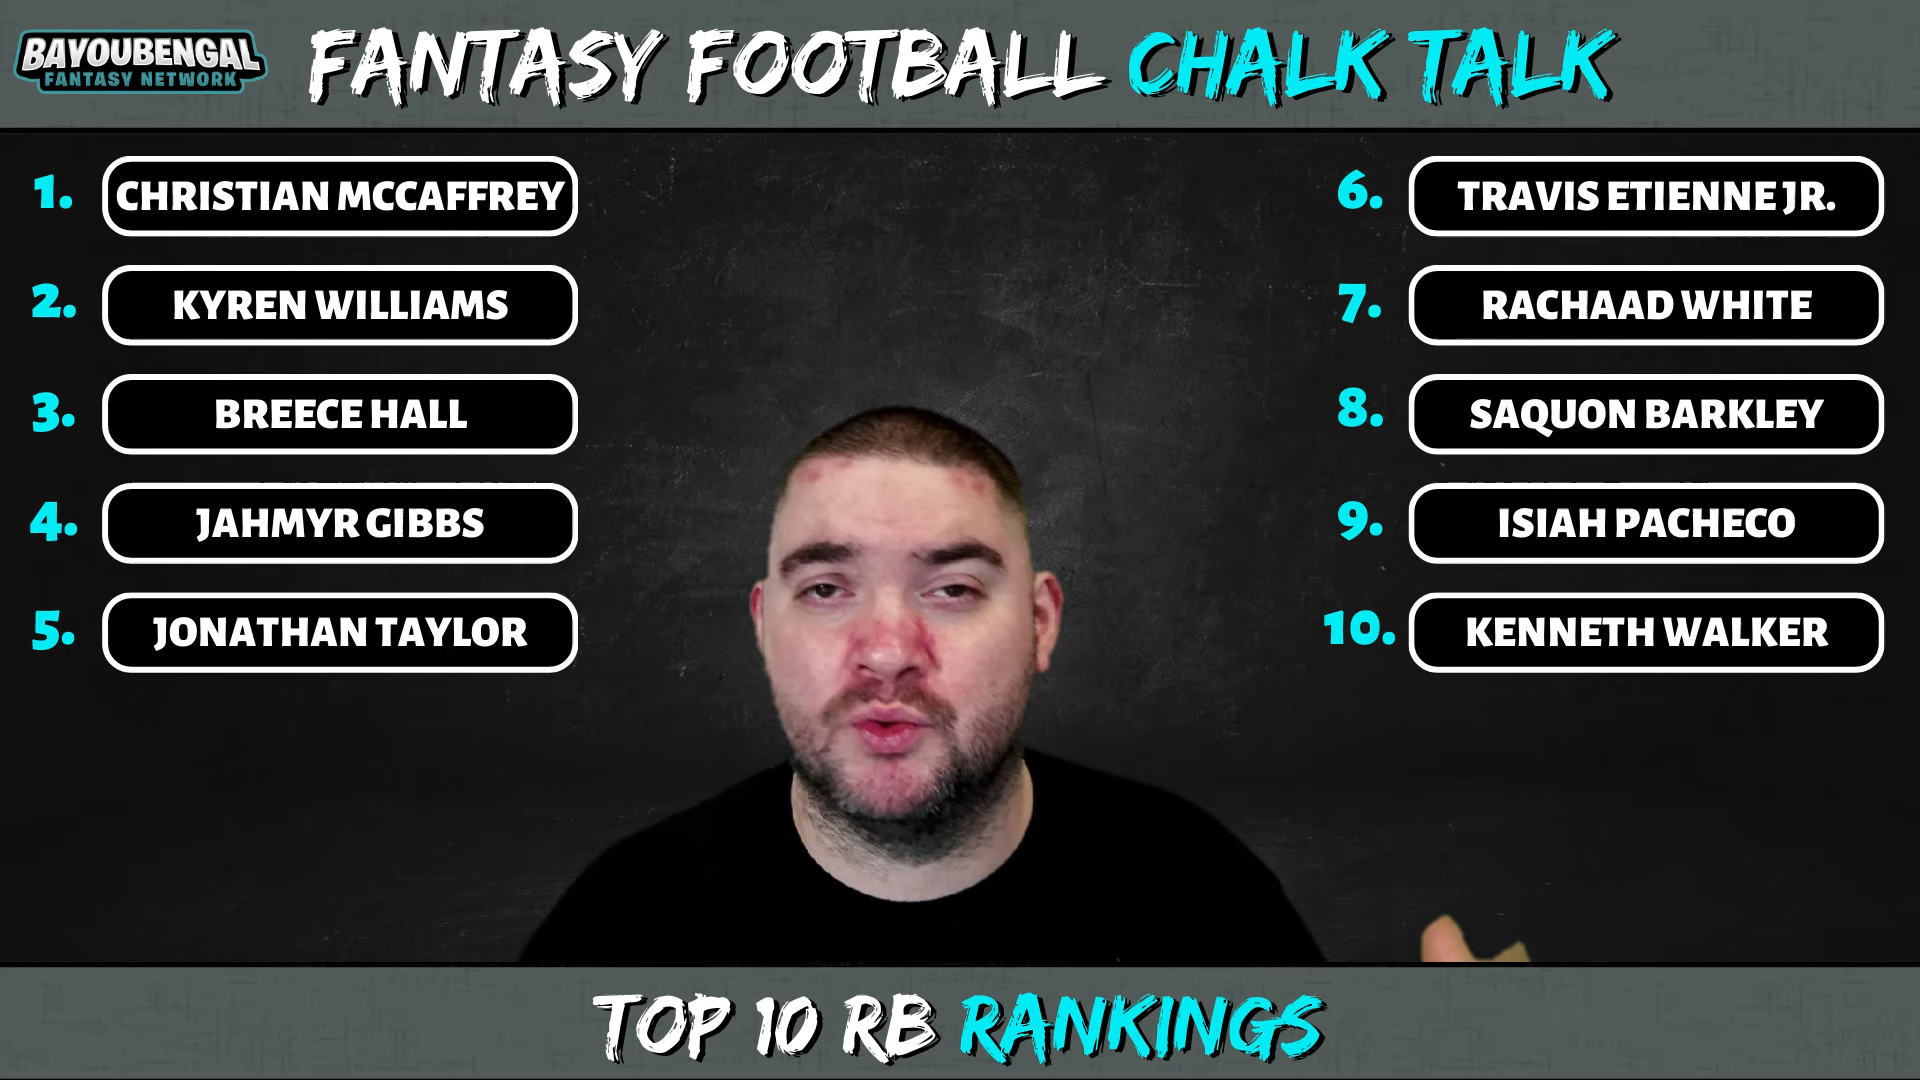 BAYOUBENGAL
FANTASY NETWORK
FANTASY FOOTBALL CHALK TALK
1. CHRISTIAN MCCAFFREY
2. KYREN WILLIAMS
3. BREECE HALL
4. JAHMYR GIBBS
5. JONATHAN TAYLOR
6. TRAVIS ETIENNE JR.
7. RACHAAD WHITE
8. SAQUON BARKLEY
9. ISIAH PACHECO
10. KENNETH WALKER
TOP 10 RB RANKINGS